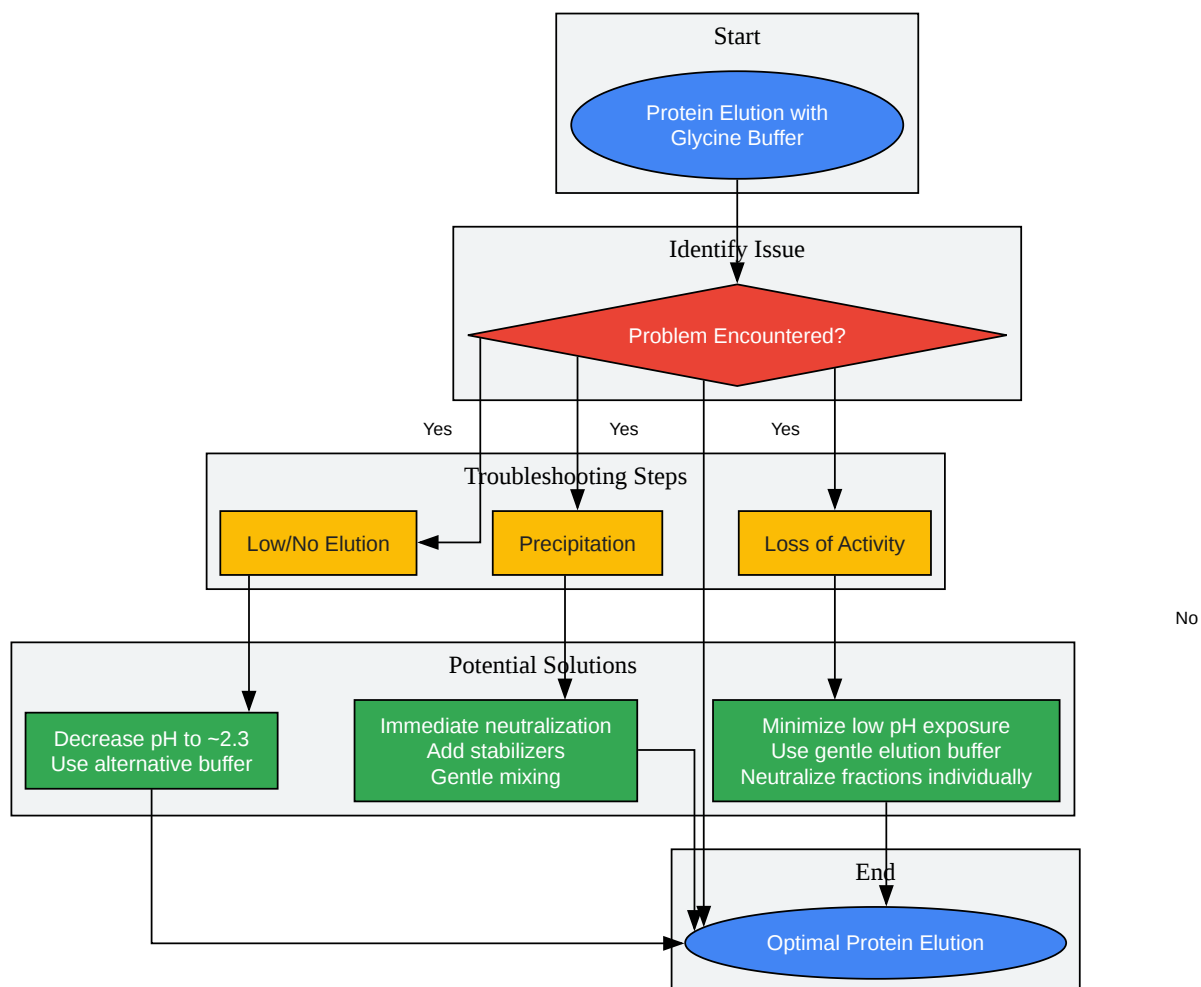 Start
Protein Elution with
Glycine Buffer
Identify Issue
Problem Encountered?
Yes
Yes
Yes
Troubleshooting Steps
Low/No Elution
Precipitation
Loss of Activity
No
Potential Solutions
Decrease pH to ~2.3
Use alternative buffer
Immediate neutralization
Add stabilizers
Gentle mixing
Minimize low pH exposure
Use gentle elution buffer
Neutralize fractions individually
End
Optimal Protein Elution